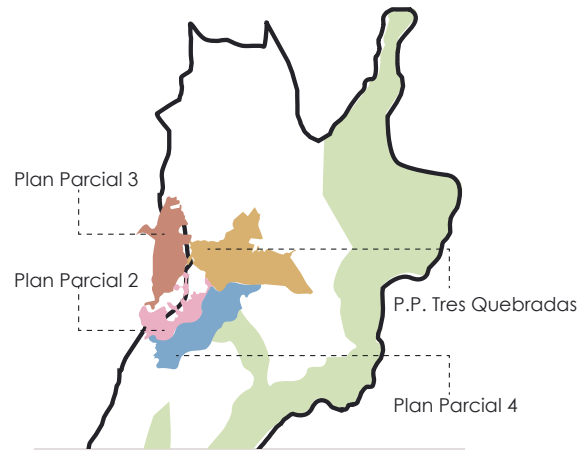 Plan Parcial 3
Plan Parcial 2
P.P. Tres Quebradas
Plan Parcial 4